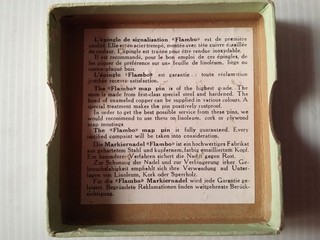 L'épingle de signalisation «Flambo» est de première
qualité. Elle est en acier trempé, montée avec tête cuivre émaillée
de couleur. L'épingle est traitée pour être rendue inoxydable.
Il est recommandé, pour le bon emploi de ces épingles, de
les piquer de préférence sur une feuille de linoléum, liège ou
contre-plaqué bois.
L'épingle «Flambo» est garantie: toute réclamation
justifiée recevra satisfaction.
The «Flambo» map pin is of the highest grade. The
spin is made from first-class special steel and hardened. The
head of enameled copper can be supplied in various colours. A
special treatment makes the pin rustproof.
In order to get the best possible service from these pins, we
would recommend to use them on linoleum, cork or plywood
map mountings.
The «Flambo» map pin is fully guaranteed. Every
justified complaint will be taken into consideration.
Die Markiernadel «Flambo» ist ein hochwertiges Fabrikat
aus gehärtetem Stahl und kupfernem, farbig emailliertem Kopf.
Ein besonderes Verfahren sichert die Nadel gegen Rost.
Zur Schonung der Nadel und zur Verlängerung ihrer Ge-
brauchsfähigkeit empfiehlt sich ihre Verwendung auf Unter-
lagen von Linoleum, Kork oder Sperrholz.
Für die «Flambo» Markiernadel wird jede Garantie ge-
leistet. Begründete Reklamationen finden weitgehendste Berück-
sichtigung.